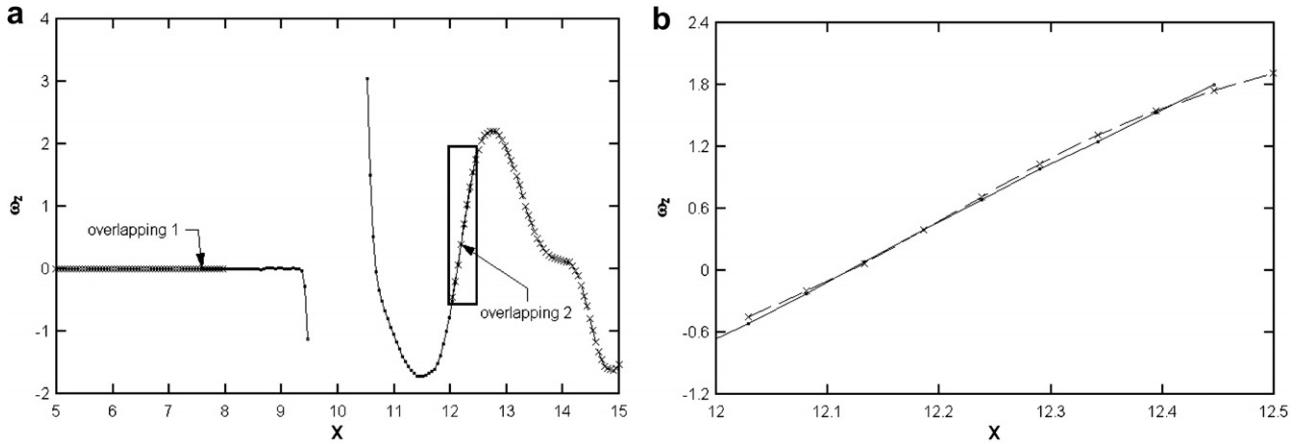 a
4
3
2
1
0
-1
-2
ωz
overlapping 1
overlapping 2
5 6 7 8 9 10 11 12 13 14 15
X
b
2.4
1.8
1.2
0.6
0
-0.6
-1.2
ωz
12 12.1 12.2 12.3 12.4 12.5
X